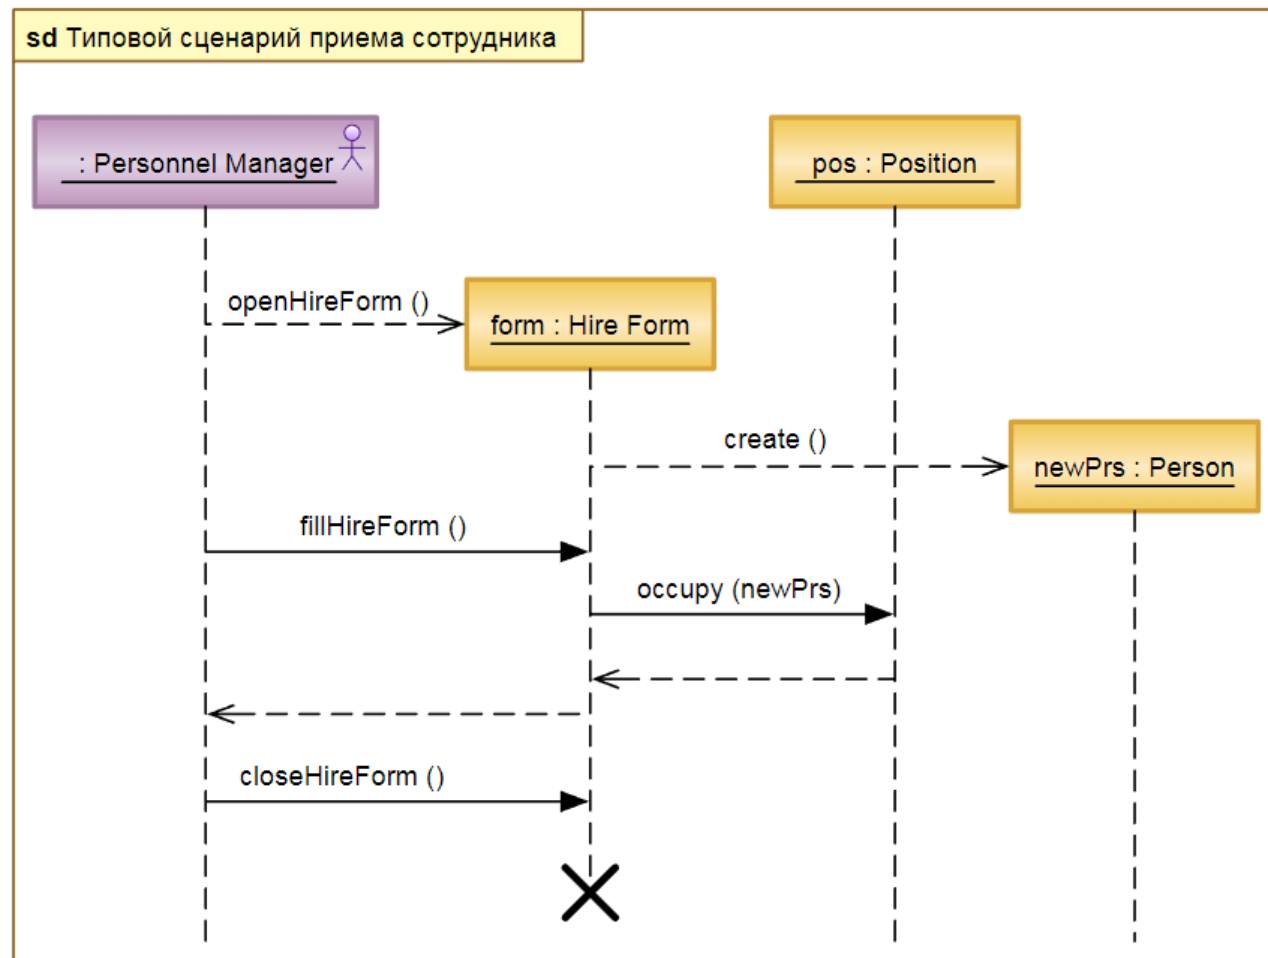 sd Типовой сценарий приема сотрудника
: Personnel Manager
pos : Position
openHireForm ()
form : Hire Form
create ()
newPrs : Person
fillHireForm ()
occupy (newPrs)
closeHireForm ()